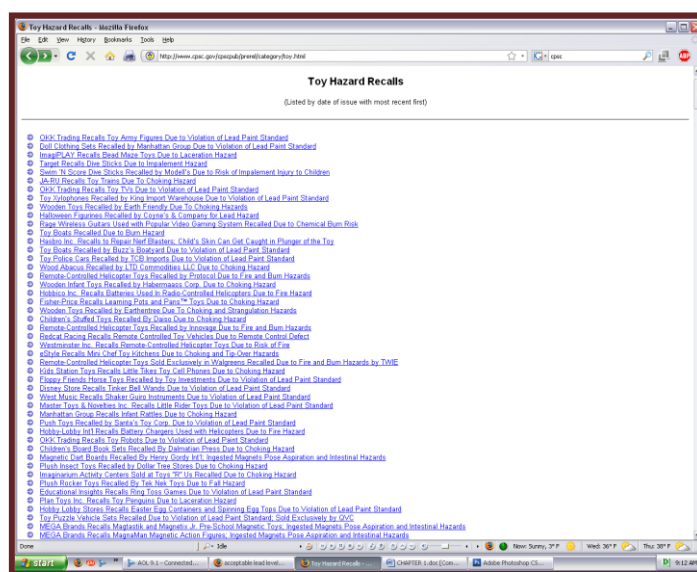 Toy Hazard Recalls - Mozilla Firefox
File Edit View History Bookmarks Tools Help
http://www.cpsc.gov/cpscpub/prerel/category/toy.html
cpsc
Toy Hazard Recalls
(Listed by date of issue with most recent first)
OKK Trading Recalls Toy Army Figures Due to Violation of Lead Paint Standard
Doll Clothing Sets Recalled by Manhattan Group Due to Violation of Lead Paint Standard
ImagiPLAY Recalls Bead Maze Toys Due to Laceration Hazard
Target Recalls Dive Sticks Due to Impalement Hazard
Swim 'N Score Dive Sticks Recalled by Modell's Due to Risk of Impalement Injury to Children
JA-RU Recalls Toy Trains Due To Choking Hazard
OKK Trading Recalls Toy TVs Due to Violation of Lead Paint Standard
Toy Xylophones Recalled by King Import Warehouse Due to Violation of Lead Paint Standard
Wooden Toys Recalled by Earth Friendly Due To Choking Hazards
Halloween Figurines Recalled by Coyne's & Company for Lead Hazard
Rage Wireless Guitars Used with Popular Video Gaming System Recalled Due to Chemical Burn Risk
Toy Boats Recalled Due to Burn Hazard
Hasbro Inc. Recalls to Repair Nerf Blasters; Child's Skin Can Get Caught in Plunger of the Toy
Toy Boats Recalled by Buzz's Boatyard Due to Violation of Lead Paint Standard
Toy Police Cars Recalled by TCB Imports Due to Violation of Lead Paint Standard
Wood Abacus Recalled by LTD Commodities LLC Due to Choking Hazard
Remote-Controlled Helicopter Toys Recalled by Protocol Due to Fire and Burn Hazards
Wooden Infant Toys Recalled by Habermaass Corp. Due to Choking Hazard
Hobbico Inc. Recalls Batteries Used In Radio-Controlled Helicopters Due to Fire Hazard
Fisher-Price Recalls Learning Pots and Pans™ Toys Due to Choking Hazard
Wooden Toys Recalled by Earthentree Due To Choking and Strangulation Hazards
Children's Stuffed Toys Recalled By Daiso Due to Choking Hazard
Remote-Controlled Helicopter Toys Recalled by Innovage Due to Fire and Burn Hazards
Redcat Racing Recalls Remote Controlled Toy Vehicles Due to Remote Control Defect
Westminster Inc. Recalls Remote-Controlled Helicopter Toys Due to Risk of Fire
eStyle Recalls Mini Chef Toy Kitchens Due to Choking and Tip-Over Hazards
Remote-Controlled Helicopter Toys Sold Exclusively in Walgreens Recalled Due to Fire and Burn Hazards by TWIE
Kids Station Toys Recalls Little Tikes Toy Cell Phones Due to Choking Hazard
Floppy Friends Horse Toys Recalled by Toy Investments Due to Violation of Lead Paint Standard
Disney Store Recalls Tinker Bell Wands Due to Violation of Lead Paint Standard
West Music Recalls Shaker Guiro Instruments Due to Violation of Lead Paint Standard
Master Toys & Novelties Inc. Recalls Little Rider Toys Due to Violation of Lead Paint Standard
Manhattan Group Recalls Infant Rattles Due to Choking Hazard
Push Toys Recalled by Santa's Toy Corp. Due to Violation of Lead Paint Standard
Hobby-Lobby Int'l Recalls Battery Chargers Used with Helicopters Due to Fire Hazard
OKK Trading Recalls Toy Robots Due to Violation of Lead Paint Standard
Children's Board Book Sets Recalled By Dalmatian Press Due to Choking Hazard
Magnetic Dart Boards Recalled By Henry Gordy Int'l; Ingested Magnets Pose Aspiration and Intestinal Hazards
Plush Insect Toys Recalled by Dollar Tree Stores Due to Choking Hazard
Imaginarium Activity Centers Sold at Toys "R" Us Recalled Due to Choking Hazard
Plush Rocker Toys Recalled By Tek Nek Toys Due to Fall Hazard
Educational Insights Recalls Ring Toss Games Due to Violation of Lead Paint Standard
Plan Toys Inc. Recalls Toy Penguins Due to Laceration Hazard
Hobby Lobby Stores Recalls Easter Egg Containers and Spinning Egg Tops Due to Violation of Lead Paint Standard
Toy Puzzle Vehicle Sets Recalled Due to Violation of Lead Paint Standard; Sold Exclusively by QVC
MEGA Brands Recalls Magtastik and Magnetix Jr. Pre-School Magnetic Toys; Ingested Magnets Pose Aspiration and Intestinal Hazards
MEGA Brands Recalls MagnaMan Magnetic Action Figures; Ingested Magnets Pose Aspiration and Intestinal Hazards
Done Idle Now: Sunny, 3° F Wed: 36° F Thu: 38° F
start AOL 9.1 - Connected... acceptable lead level... Toy Hazard Recalls -... CHAPTER 1.doc [Com... Adobe Photoshop CS... 9:12 AM